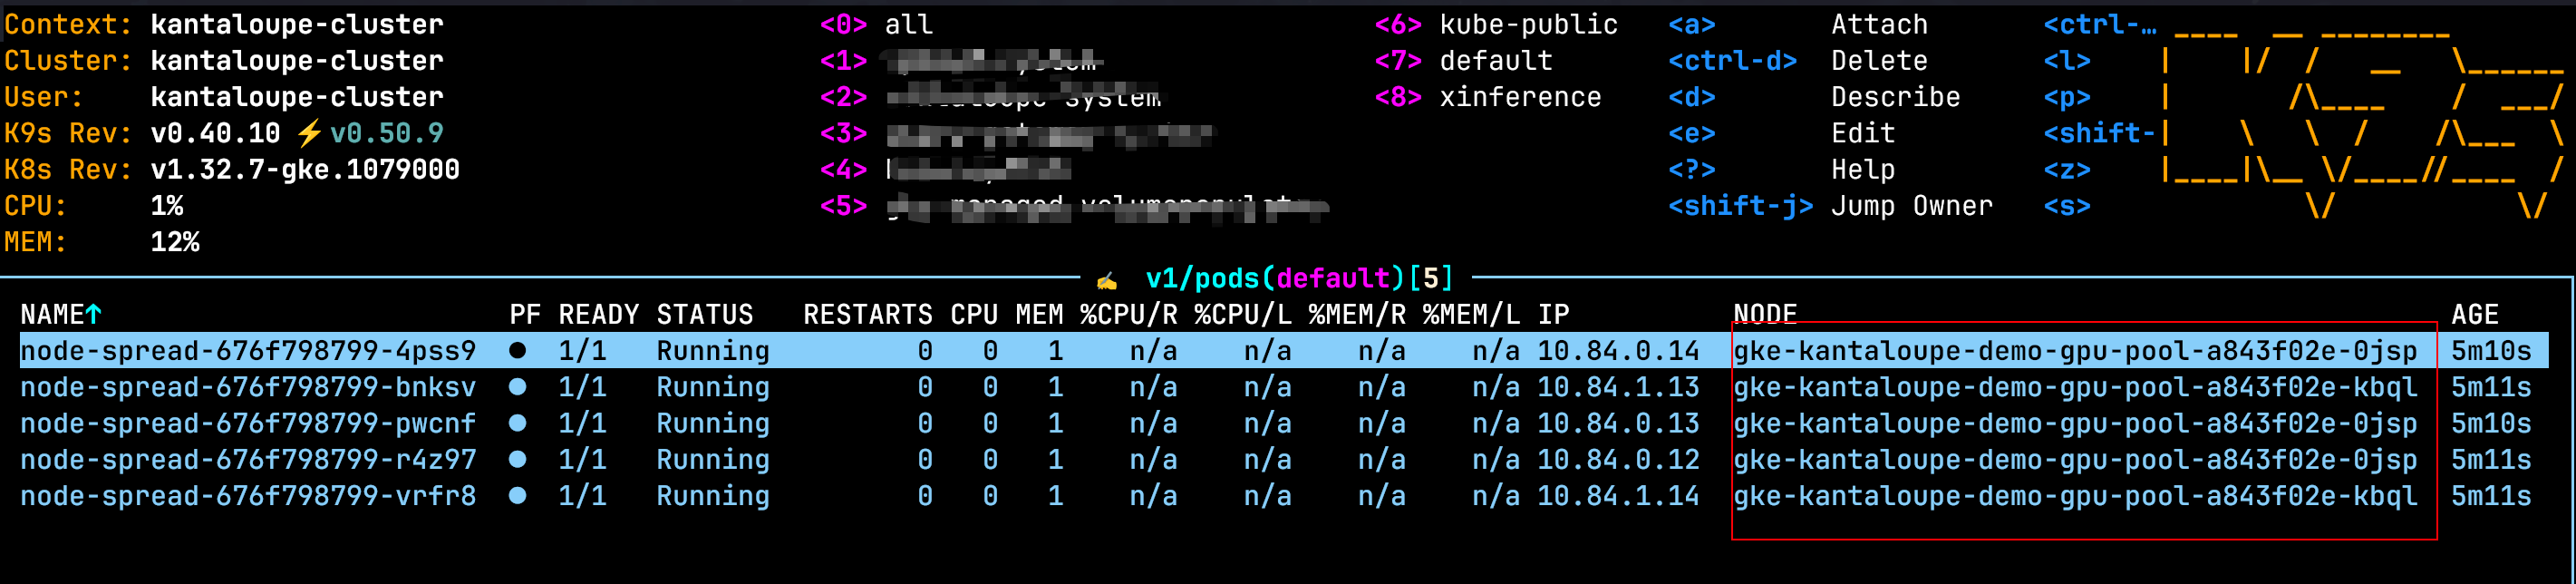 Context: kantaloupe-cluster <0> all <6> kube-public <a> Attach <ctrl-…
Cluster: kantaloupe-cluster <1> <7> default <ctrl-d> Delete <l>
User: kantaloupe-cluster <2> system <8> xinference <d> Describe <p>
K9s Rev: v0.40.10 ⚡v0.50.9 <3> <e> Edit <shift-
K8s Rev: v1.32.7-gke.1079000 <4> <?> Help <z>
CPU: 1% <5> <shift-j> Jump Owner <s>
MEM: 12%
✍️ v1/pods(default)[5]
NAME↑ PF READY STATUS RESTARTS CPU MEM %CPU/R %CPU/L %MEM/R %MEM/L IP NODE AGE
node-spread-676f798799-4pss9 ● 1/1 Running 0 0 1 n/a n/a n/a n/a 10.84.0.14 gke-kantaloupe-demo-gpu-pool-a843f02e-0jsp 5m10s
node-spread-676f798799-bnksv ● 1/1 Running 0 0 1 n/a n/a n/a n/a 10.84.1.13 gke-kantaloupe-demo-gpu-pool-a843f02e-kbql 5m11s
node-spread-676f798799-pwcnf ● 1/1 Running 0 0 1 n/a n/a n/a n/a 10.84.0.13 gke-kantaloupe-demo-gpu-pool-a843f02e-0jsp 5m10s
node-spread-676f798799-r4z97 ● 1/1 Running 0 0 1 n/a n/a n/a n/a 10.84.0.12 gke-kantaloupe-demo-gpu-pool-a843f02e-0jsp 5m11s
node-spread-676f798799-vrfr8 ● 1/1 Running 0 0 1 n/a n/a n/a n/a 10.84.1.14 gke-kantaloupe-demo-gpu-pool-a843f02e-kbql 5m11s